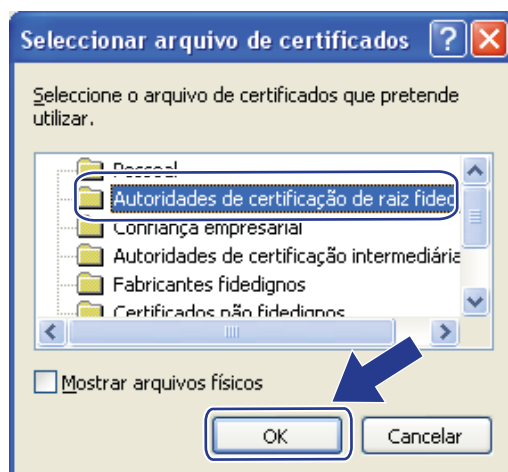 Seleccionar arquivo de certificados
Seleccione o arquivo de certificados que pretende
utilizar.
Pessoal
Autoridades de certificação de raiz fided
Confiança empresarial
Autoridades de certificação intermediária
Fabricantes fidedignos
Certificados não fidedignos
Mostrar arquivos físicos
OK
Cancelar